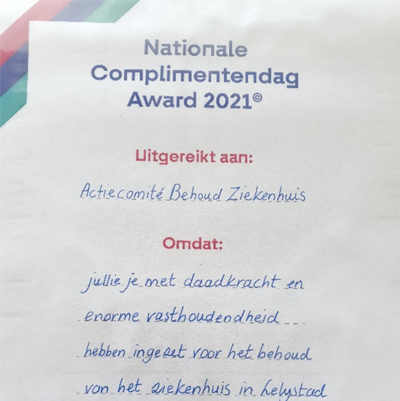 Nationale
Complimentendag
Award 2021©
Uitgereikt aan:
Actiecomité Behoud Ziekenhuis
Omdat:
jullie je met daadkracht en
enorme vasthoudendheid
hebben ingezet voor het behoud
van het ziekenhuis in Lelystad